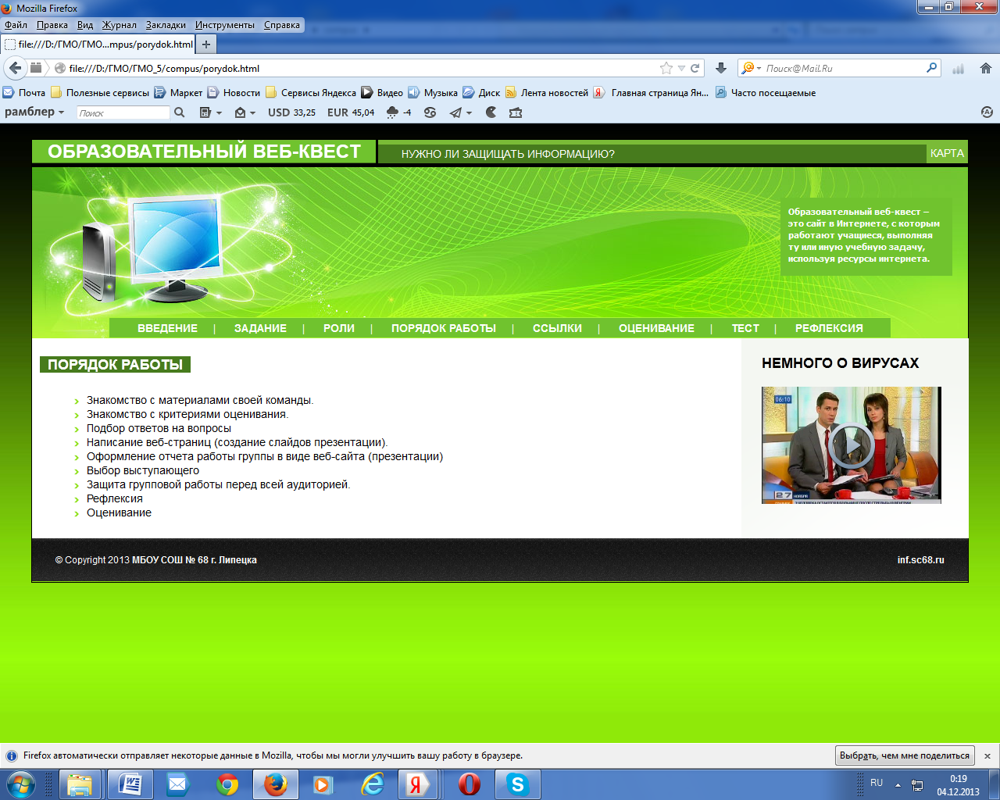 Mozilla Firefox
Файл Правка Вид Журнал Закладки Инструменты Справка
file:///D:/ГМО/ГМО...mpus/porydok.html
file:///D:/ГМО/ГМО_5/compus/porydok.html
Поиск@Mail.Ru
Почта Полезные сервисы Маркет Новости Сервисы Яндекса Видео Музыка Диск Лента новостей Главная страница Ян... Часто посещаемые
рамблер Поиск USD 33,25 EUR 45,04 -4
ОБРАЗОВАТЕЛЬНЫЙ ВЕБ-КВЕСТ
НУЖНО ЛИ ЗАЩИЩАТЬ ИНФОРМАЦИЮ?
КАРТА
Образовательный веб-квест –
это сайт в Интернете, с которым
работают учащиеся, выполняя
ту или иную учебную задачу,
используя ресурсы интернета.
ВВЕДЕНИЕ | ЗАДАНИЕ | РОЛИ | ПОРЯДОК РАБОТЫ | ССЫЛКИ | ОЦЕНИВАНИЕ | ТЕСТ | РЕФЛЕКСИЯ
ПОРЯДОК РАБОТЫ
Знакомство с материалами своей команды.
Знакомство с критериями оценивания.
Подбор ответов на вопросы
Написание веб-страниц (создание слайдов презентации).
Оформление отчета работы группы в виде веб-сайта (презентации)
Выбор выступающего
Защита групповой работы перед всей аудиторией.
Рефлексия
Оценивание
НЕМНОГО О ВИРУСАХ
06:10
27 НОЯБРЯ
© Copyright 2013 МБОУ СОШ № 68 г. Липецка
inf.sc68.ru
Firefox автоматически отправляет некоторые данные в Mozilla, чтобы мы могли улучшить вашу работу в браузере.
Выбрать, чем мне поделиться
RU
0:19
04.12.2013